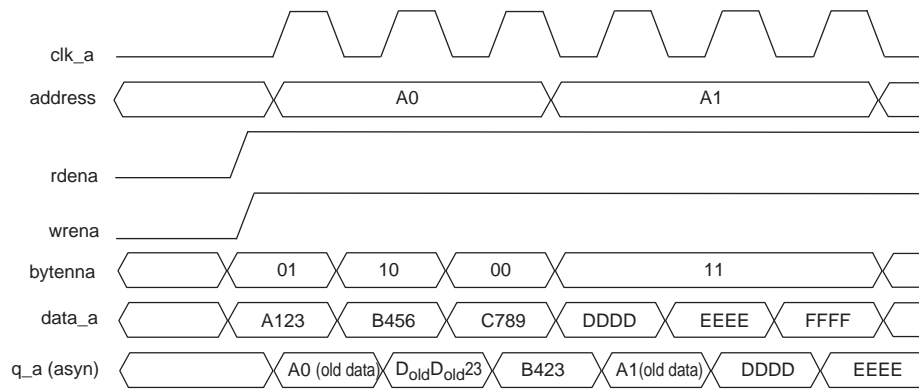 clk_a
address A0 A1
rdena
wrena
bytenna 01 10 00 11
data_a A123 B456 C789 DDDD EEEE FFFF
q_a (asyn) A0 (old data) DoldDold23 B423 A1(old data) DDDD EEEE